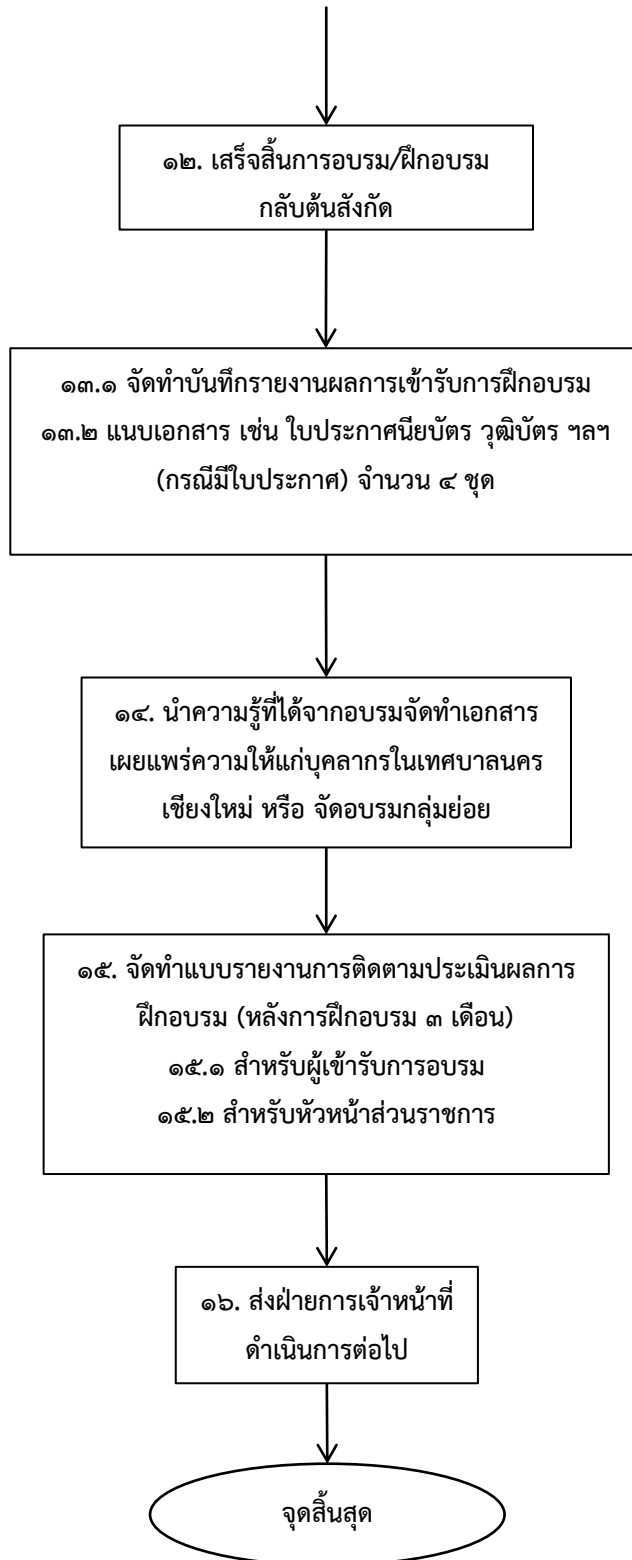 ๑๒. เสร็จสิ้นการอบรม/ฝึกอบรม
กลับต้นสังกัด
๑๓.๑ จัดทำบันทึกรายงานผลการเข้ารับการฝึกอบรม
๑๓.๒ แนบเอกสาร เช่น ใบประกาศนียบัตร วุฒิบัตร ฯลฯ
(กรณีมีใบประกาศ) จำนวน ๔ ชุด
๑๔. นำความรู้ที่ได้จากอบรมจัดทำเอกสาร
เผยแพร่ความให้แก่บุคลากรในเทศบาลนคร
เชียงใหม่ หรือ จัดอบรมกลุ่มย่อย
๑๕. จัดทำแบบรายงานการติดตามประเมินผลการ
ฝึกอบรม (หลังการฝึกอบรม ๓ เดือน)
๑๕.๑ สำหรับผู้เข้ารับการอบรม
๑๕.๒ สำหรับหัวหน้าส่วนราชการ
๑๖. ส่งฝ่ายการเจ้าหน้าที่
ดำเนินการต่อไป
จุดสิ้นสุด